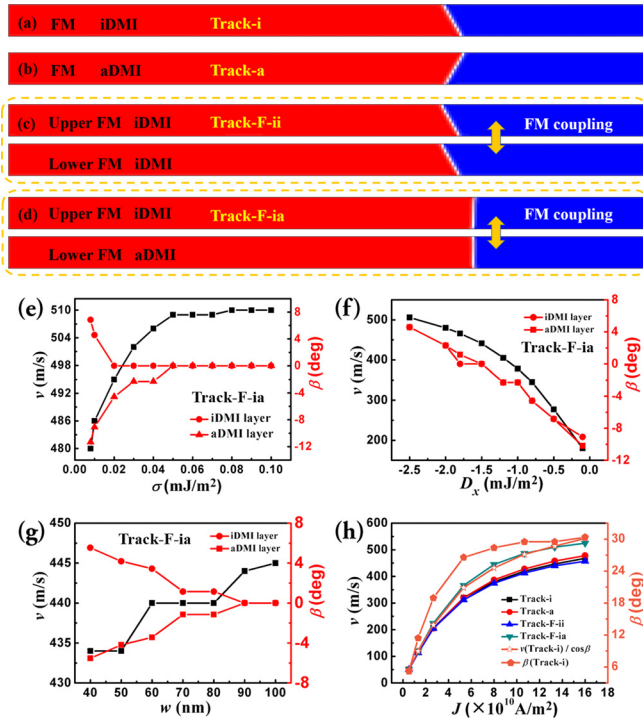 (a) FM iDMI Track-i
(b) FM aDMI Track-a
(c) Upper FM iDMI Track-F-ii FM coupling
Lower FM iDMI
(d) Upper FM iDMI Track-F-ia FM coupling
Lower FM aDMI
(e)
510
504
498
492
486
480
v (m/s)
8
4
0
-4
-8
-12
β (deg)
Track-F-ia
iDMI layer
aDMI layer
0.00 0.02 0.04 0.06 0.08 0.10
σ (mJ/m²)
(f)
500
400
300
200
v (m/s)
8
4
0
-4
-8
-12
β (deg)
iDMI layer
aDMI layer
Track-F-ia
-2.5 -2.0 -1.5 -1.0 -0.5 0.0
Dₓ (mJ/m²)
(g)
450
445
440
435
430
v (m/s)
8
4
0
-4
-8
β (deg)
Track-F-ia
iDMI layer
aDMI layer
40 50 60 70 80 90 100
w (nm)
(h)
600
500
400
300
200
100
0
v (m/s)
30
20
10
0
β (deg)
Track-i
Track-a
Track-F-ii
Track-F-ia
v(Track-i) / cosβ
β(Track-i)
0 2 4 6 8 10 12 14 16 18
J (×10¹⁰A/m²)